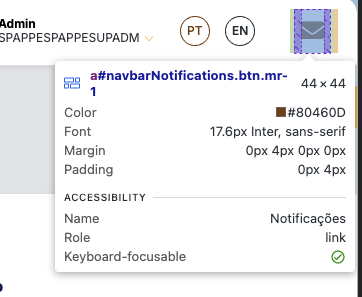 Admin
SPAPPESPAPPESUPADM
PT
EN
a#navbarNotifications.btn.mr-1
44 × 44
Color #80460D
Font 17.6px Inter, sans-serif
Margin 0px 4px 0px 0px
Padding 0px 4px
ACCESSIBILITY
Name Notificações
Role link
Keyboard-focusable